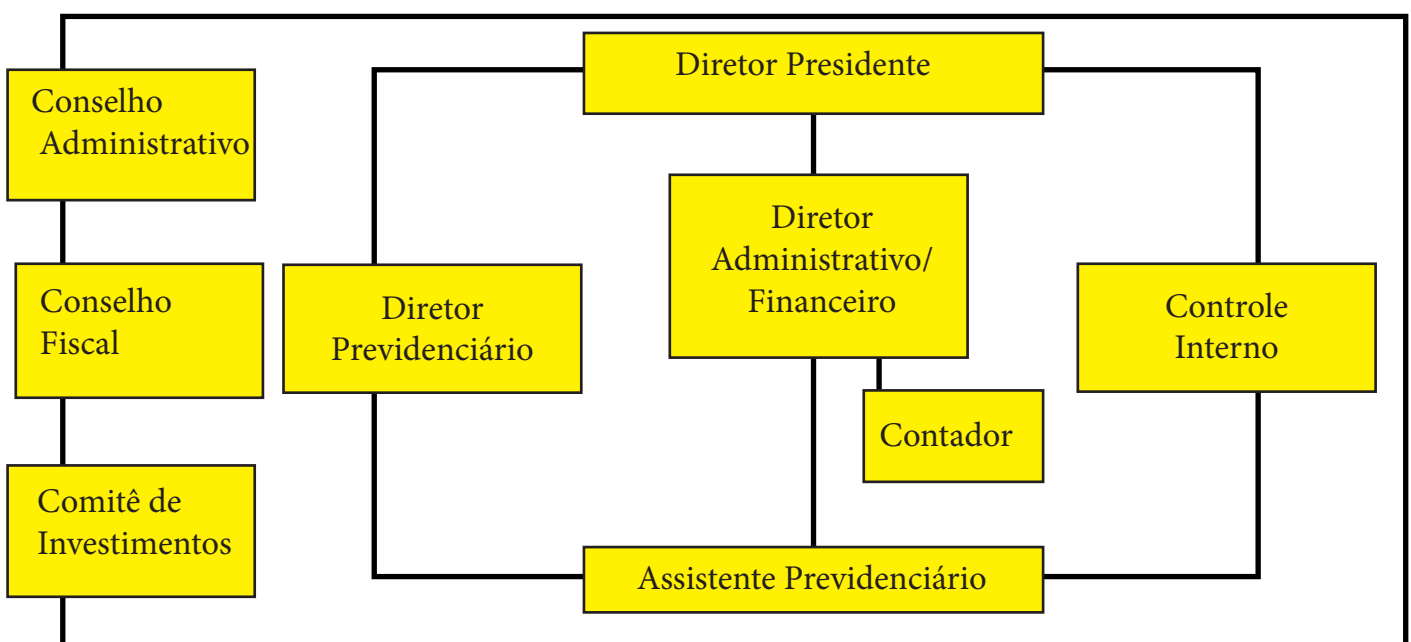 Diretor Presidente
Conselho
Administrativo
Diretor
Administrativo/
Financeiro
Conselho
Fiscal
Diretor
Previdenciário
Controle
Interno
Contador
Comitê de
Investimentos
Assistente Previdenciário